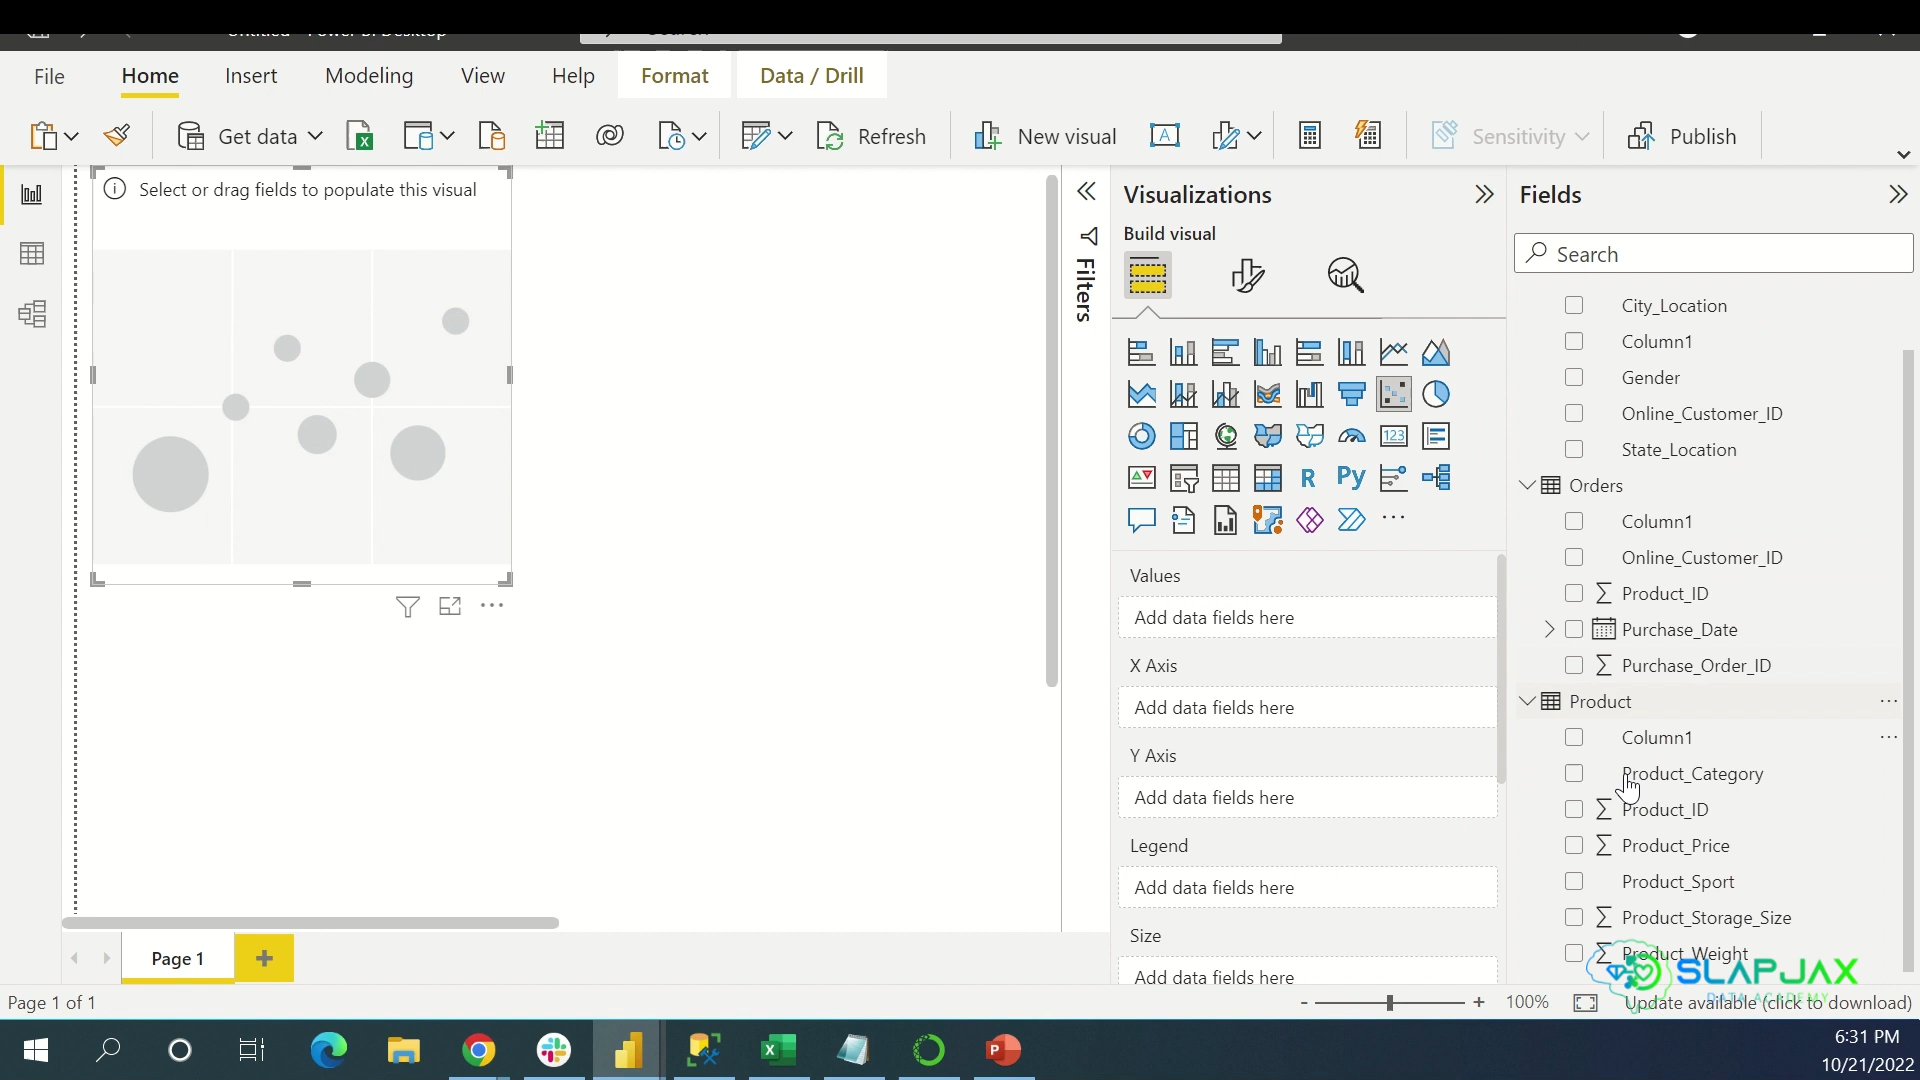 File Home Insert Modeling View Help Format Data / Drill
Get data Refresh New visual Sensitivity Publish
Select or drag fields to populate this visual
Filters
Visualizations
Build visual
R Py
123
Values
Add data fields here
X Axis
Add data fields here
Y Axis
Add data fields here
Legend
Add data fields here
Size
Add data fields here
Fields
Search
City_Location
Column1
Gender
Online_Customer_ID
State_Location
Orders
Column1
Online_Customer_ID
Σ Product_ID
Purchase_Date
Σ Purchase_Order_ID
Product
Column1
Product_Category
Σ Product_ID
Σ Product_Price
Product_Sport
Σ Product_Storage_Size
Σ Product_Weight
SLAPJAX
DATA ACADEMY
Page 1
Page 1 of 1
- + 100%
Update available (click to download)
6:31 PM
10/21/2022